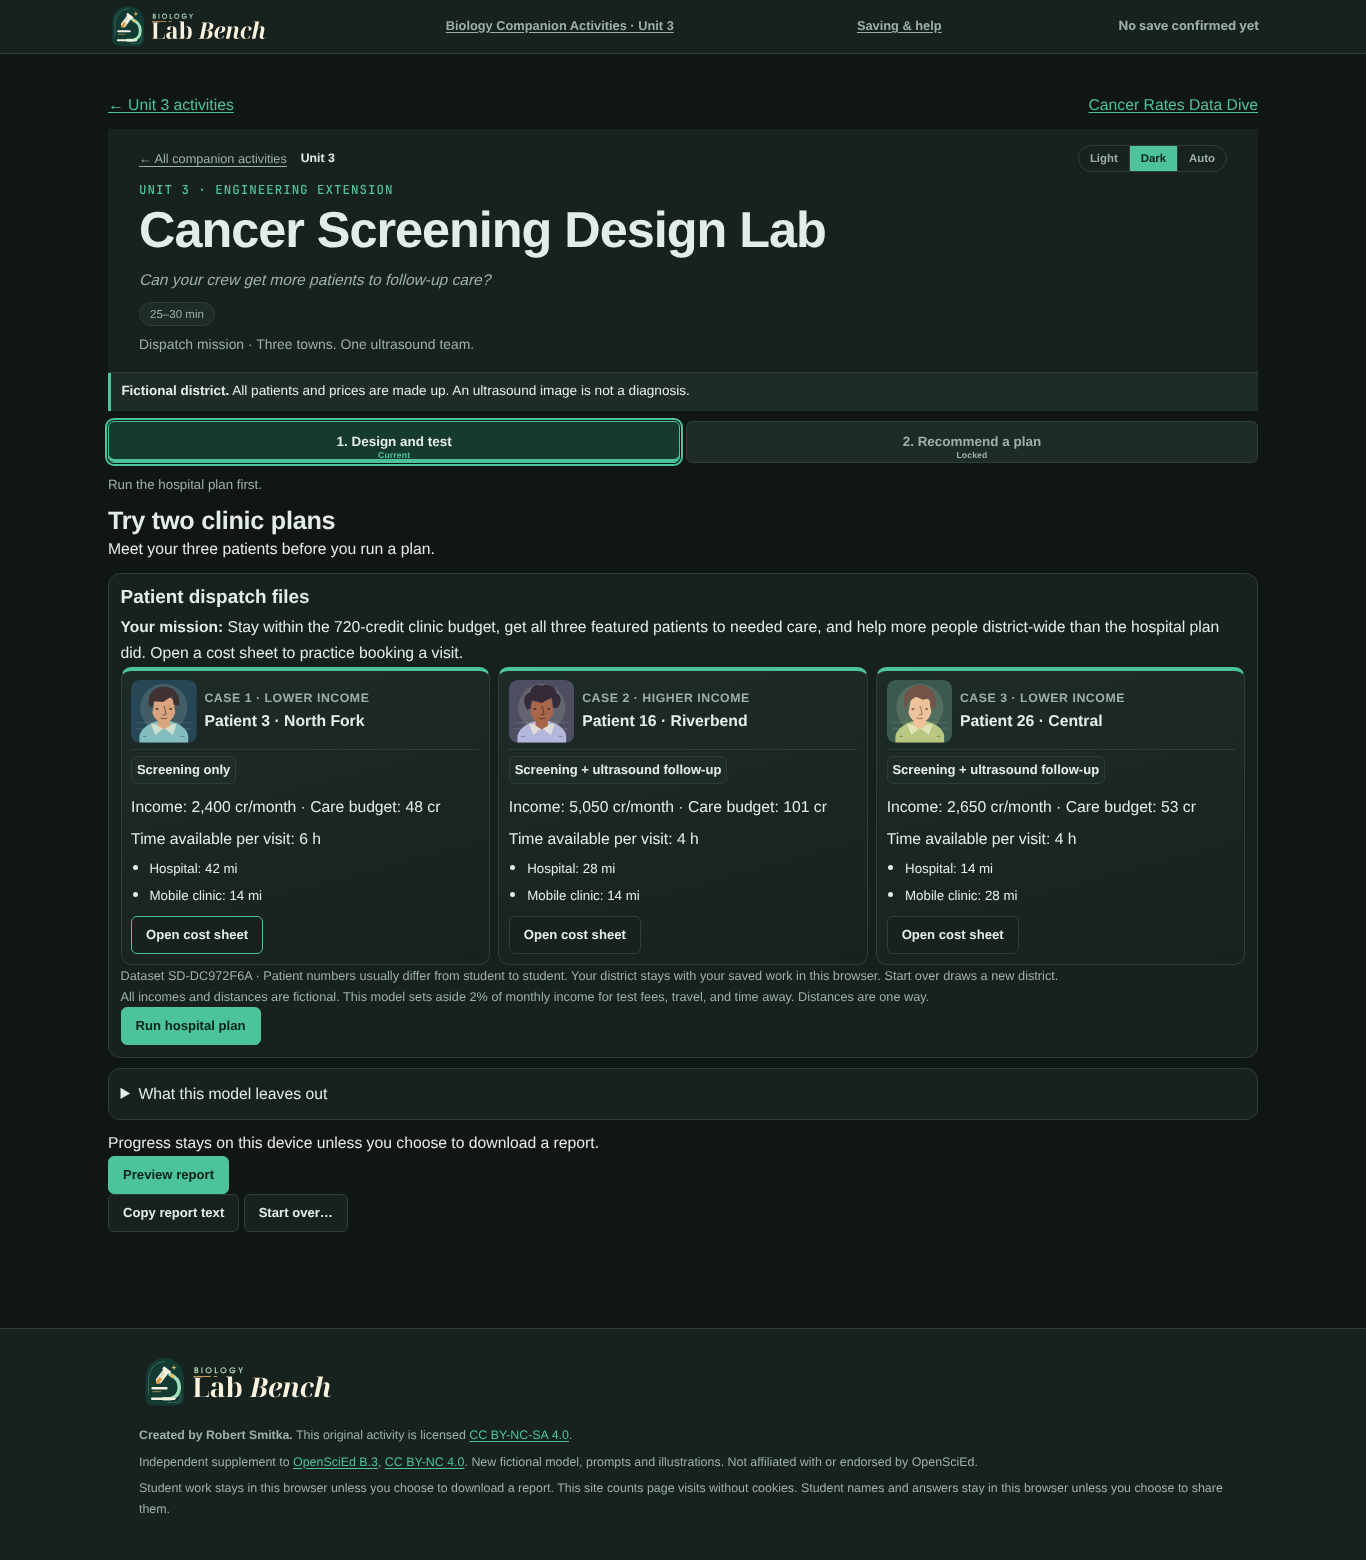 BIOLOGY
Lab Bench
Biology Companion Activities · Unit 3
Saving & help
No save confirmed yet
← Unit 3 activities
Cancer Rates Data Dive
← All companion activities
Unit 3
Light
Dark
Auto
UNIT 3 · ENGINEERING EXTENSION
Cancer Screening Design Lab
Can your crew get more patients to follow-up care?
25–30 min
Dispatch mission · Three towns. One ultrasound team.
Fictional district. All patients and prices are made up. An ultrasound image is not a diagnosis.
1. Design and test
Current
2. Recommend a plan
Locked
Run the hospital plan first.
Try two clinic plans
Meet your three patients before you run a plan.
Patient dispatch files
Your mission: Stay within the 720-credit clinic budget, get all three featured patients to needed care, and help more people district-wide than the hospital plan
did. Open a cost sheet to practice booking a visit.
CASE 1 · LOWER INCOME
Patient 3 · North Fork
Screening only
Income: 2,400 cr/month · Care budget: 48 cr
Time available per visit: 6 h
• Hospital: 42 mi
• Mobile clinic: 14 mi
Open cost sheet
CASE 2 · HIGHER INCOME
Patient 16 · Riverbend
Screening + ultrasound follow-up
Income: 5,050 cr/month · Care budget: 101 cr
Time available per visit: 4 h
• Hospital: 28 mi
• Mobile clinic: 14 mi
Open cost sheet
CASE 3 · LOWER INCOME
Patient 26 · Central
Screening + ultrasound follow-up
Income: 2,650 cr/month · Care budget: 53 cr
Time available per visit: 4 h
• Hospital: 14 mi
• Mobile clinic: 28 mi
Open cost sheet
Dataset SD-DC972F6A · Patient numbers usually differ from student to student. Your district stays with your saved work in this browser. Start over draws a new district.
All incomes and distances are fictional. This model sets aside 2% of monthly income for test fees, travel, and time away. Distances are one way.
Run hospital plan
What this model leaves out
Progress stays on this device unless you choose to download a report.
Preview report
Copy report text
Start over…
BIOLOGY
Lab Bench
Created by Robert Smitka. This original activity is licensed CC BY-NC-SA 4.0.
Independent supplement to OpenSciEd B.3, CC BY-NC 4.0. New fictional model, prompts and illustrations. Not affiliated with or endorsed by OpenSciEd.
Student work stays in this browser unless you choose to download a report. This site counts page visits without cookies. Student names and answers stay in this browser unless you choose to share
them.